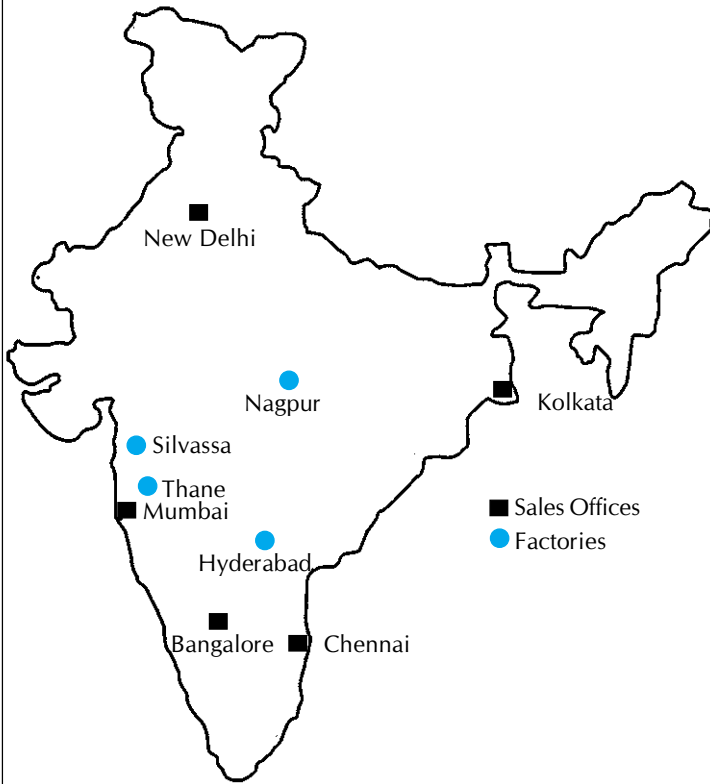 New Delhi
Nagpur
Kolkata
Silvassa
Thane
Mumbai
Sales Offices
Factories
Hyderabad
Bangalore
Chennai